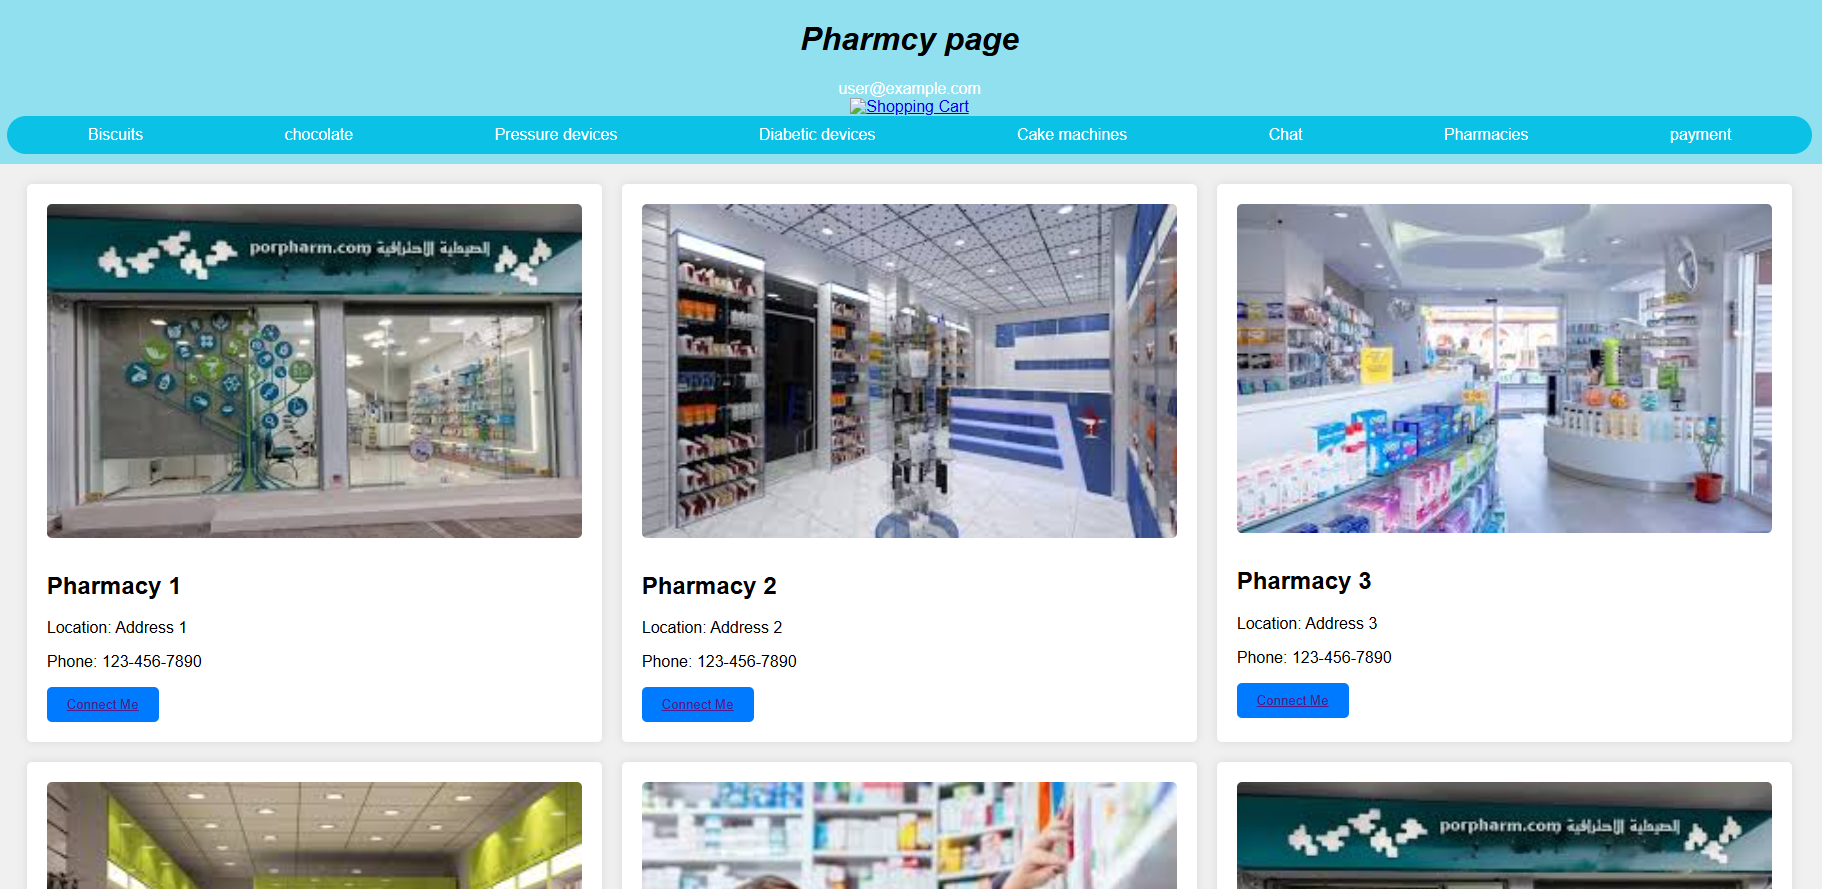 Pharmcy page
user@example.com
Shopping Cart
Biscuits chocolate Pressure devices Diabetic devices Cake machines Chat Pharmacies payment
porpharm.com الصيدلية الاحترافية
Pharmacy 1
Location: Address 1
Phone: 123-456-7890
Connect Me
Pharmacy 2
Location: Address 2
Phone: 123-456-7890
Connect Me
Pharmacy 3
Location: Address 3
Phone: 123-456-7890
Connect Me
porpharm.com الصيدلية الاحترافية